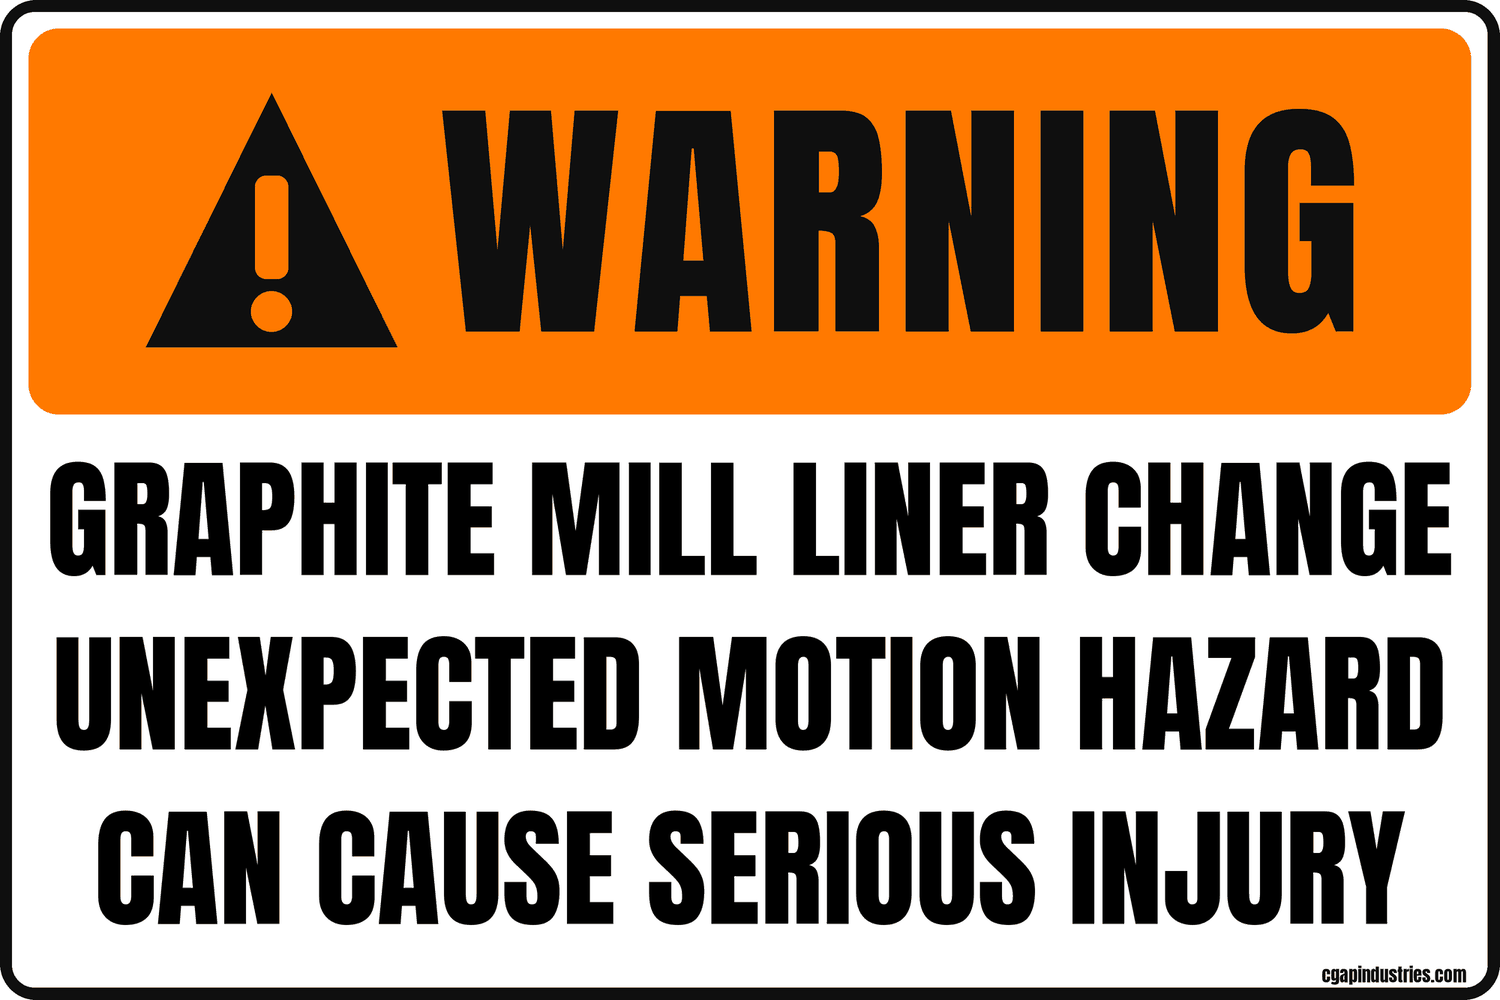 WARNING
GRAPHITE MILL LINER CHANGE
UNEXPECTED MOTION HAZARD
CAN CAUSE SERIOUS INJURY
cgapindustries.com